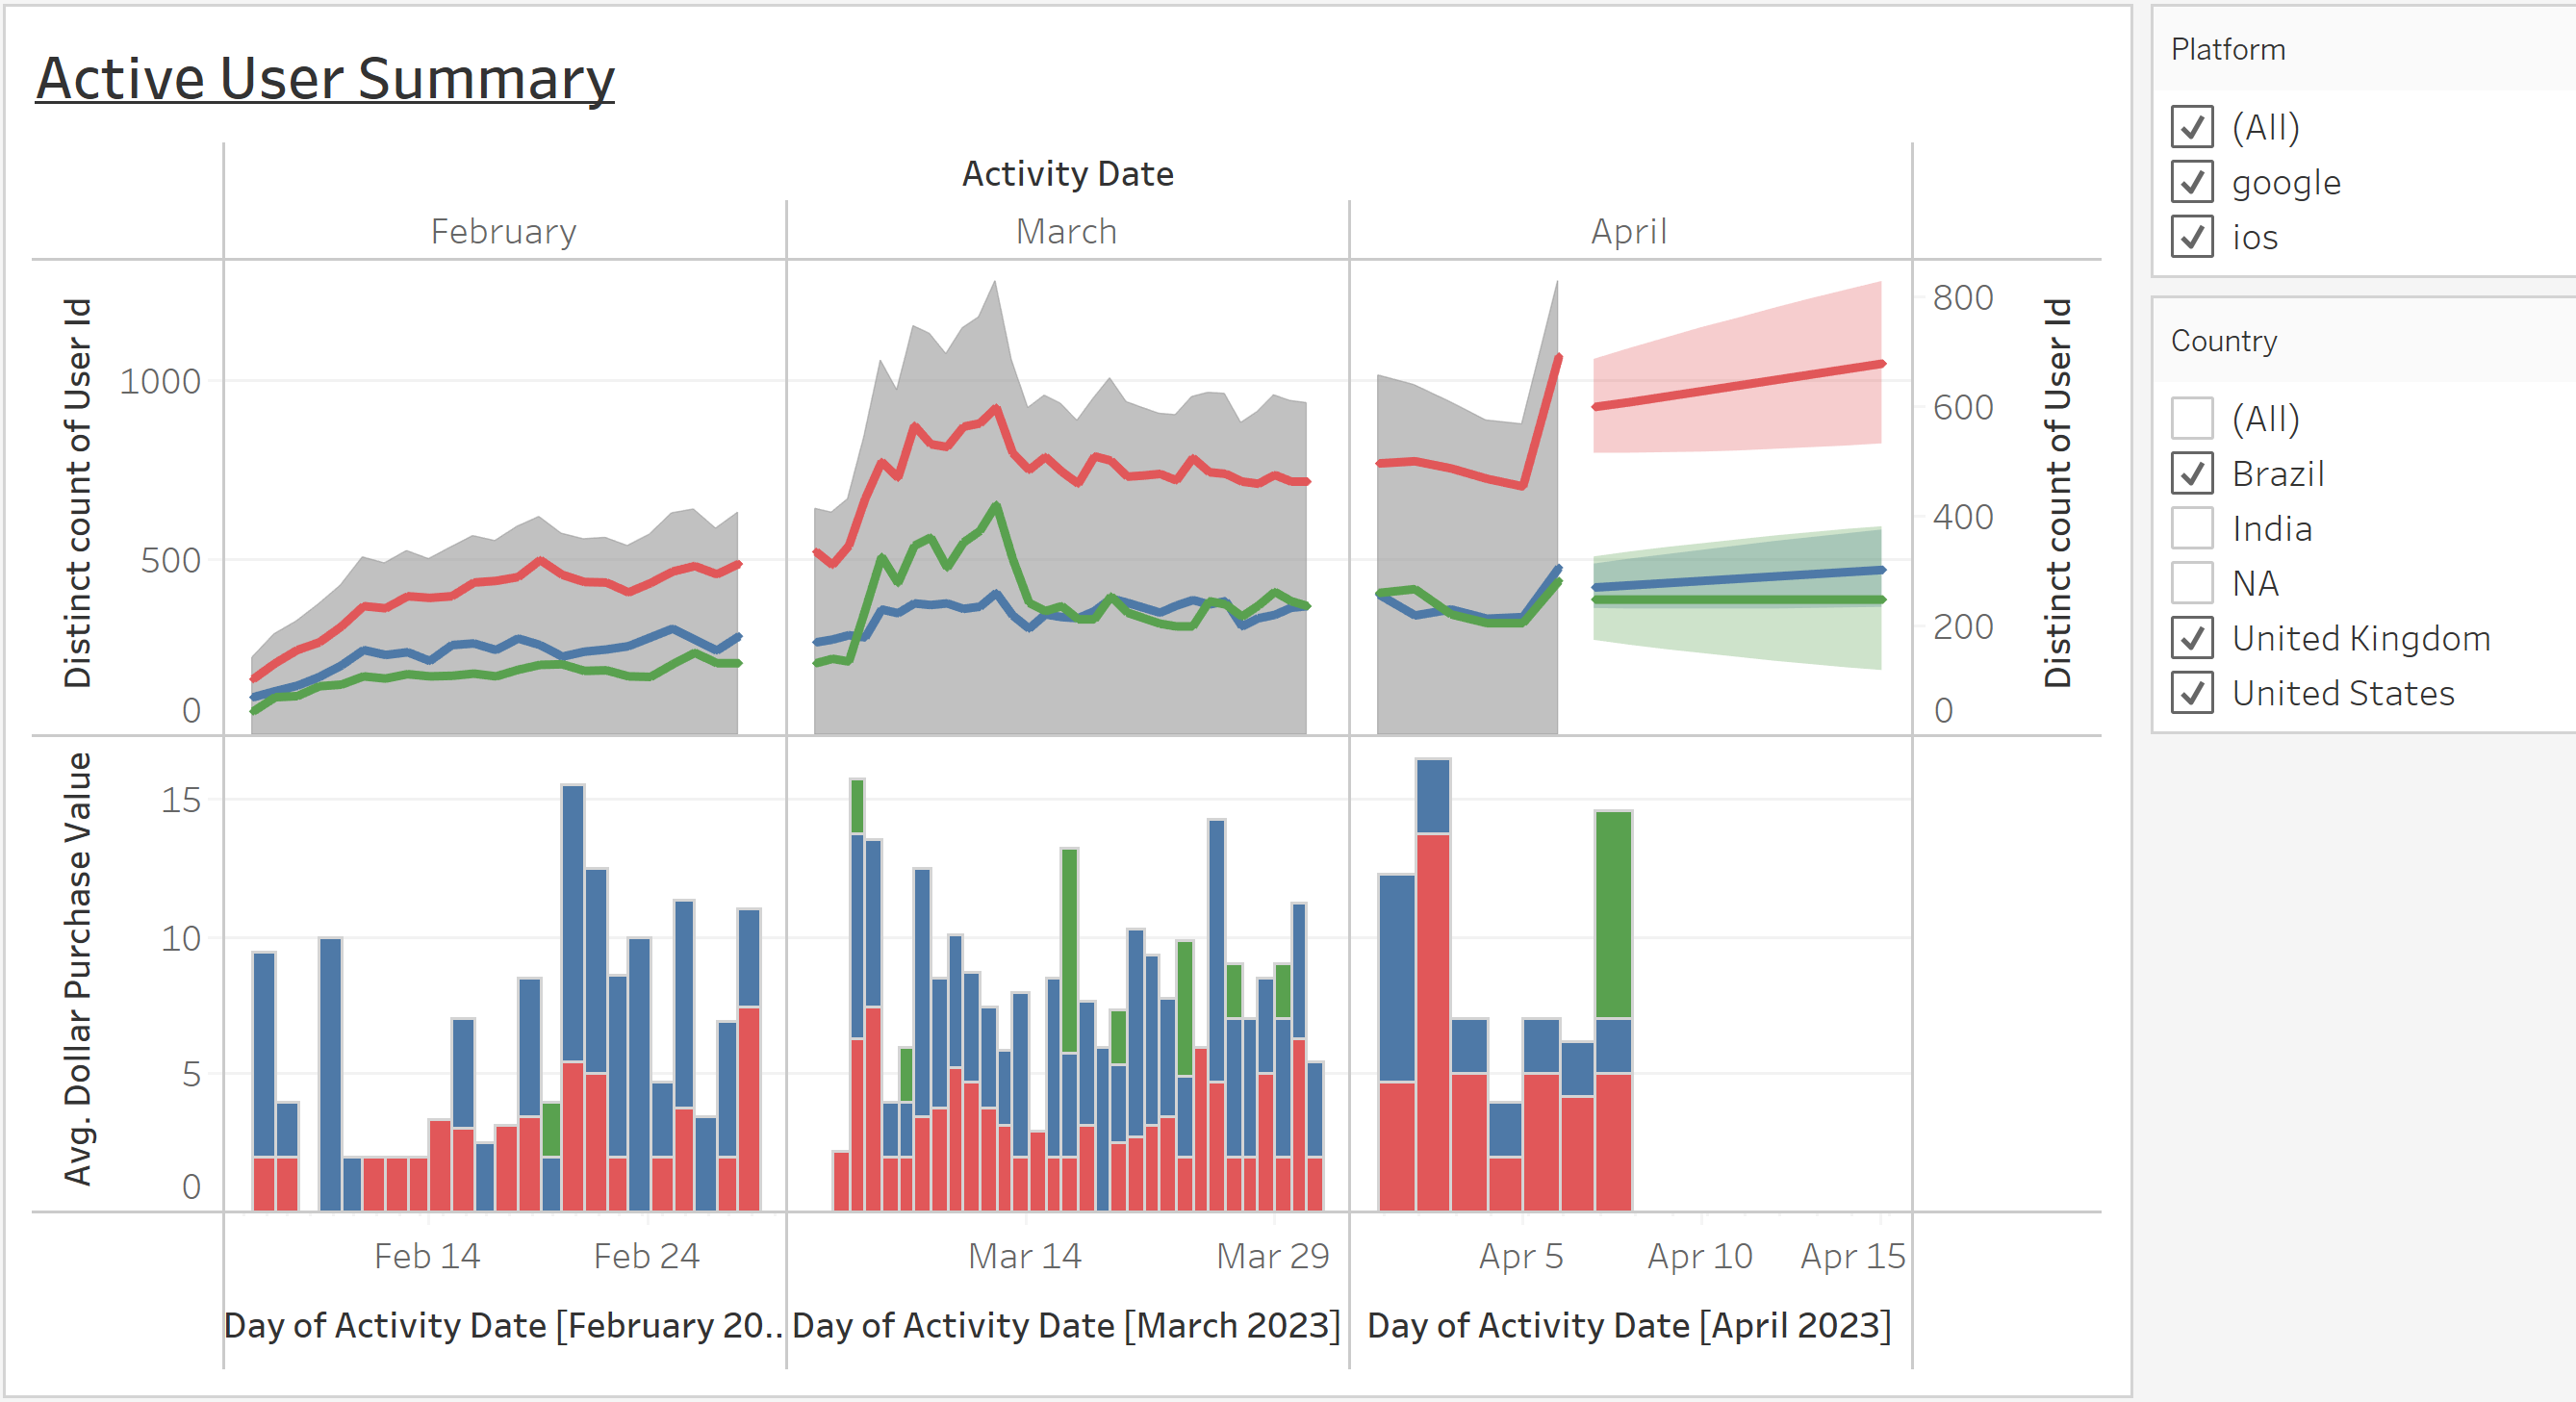 Active User Summary
Activity Date
February March April
Distinct count of User Id
1000
500
0
800
600
400
200
0
Distinct count of User Id
Avg. Dollar Purchase Value
15
10
5
0
Feb 14 Feb 24 Mar 14 Mar 29 Apr 5 Apr 10 Apr 15
Day of Activity Date [February 20.. Day of Activity Date [March 2023] Day of Activity Date [April 2023]
Platform
(All)
google
ios
Country
(All)
Brazil
India
NA
United Kingdom
United States